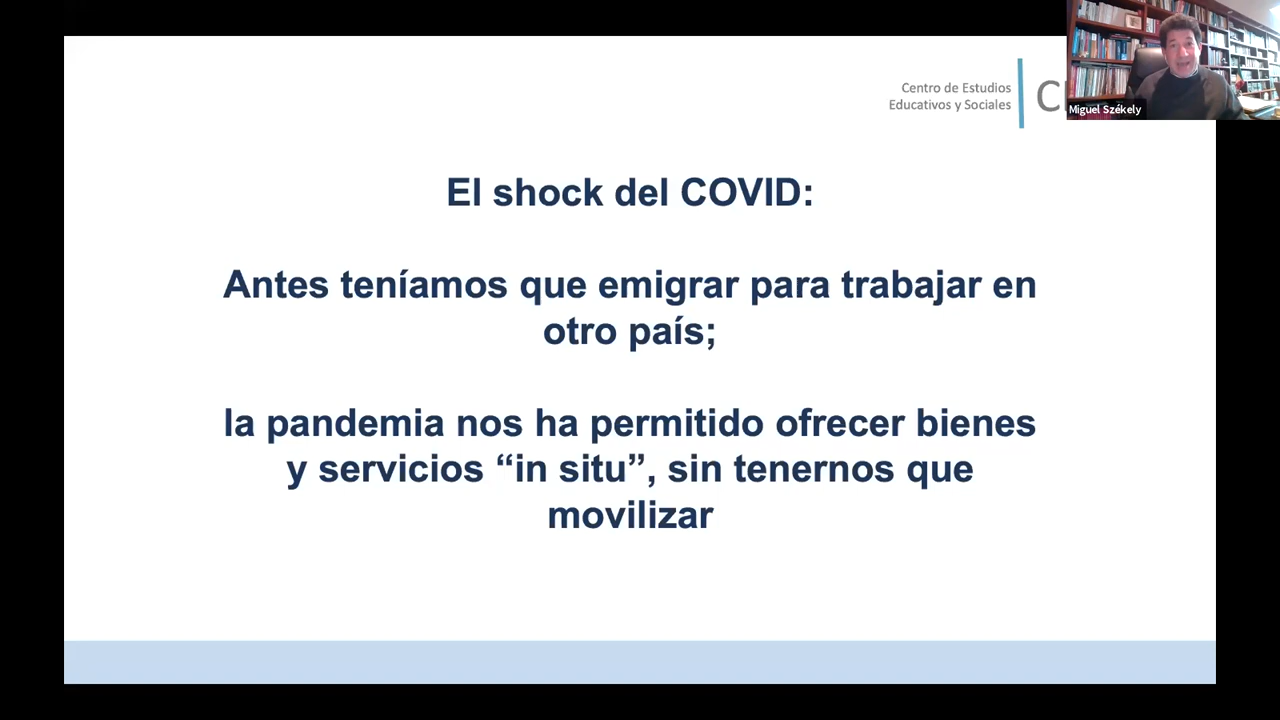 Centro de Estudios
Educativos y Sociales
Miguel Székely
El shock del COVID:
Antes teníamos que emigrar para trabajar en
otro país;
la pandemia nos ha permitido ofrecer bienes
y servicios “in situ”, sin tenernos que
movilizar